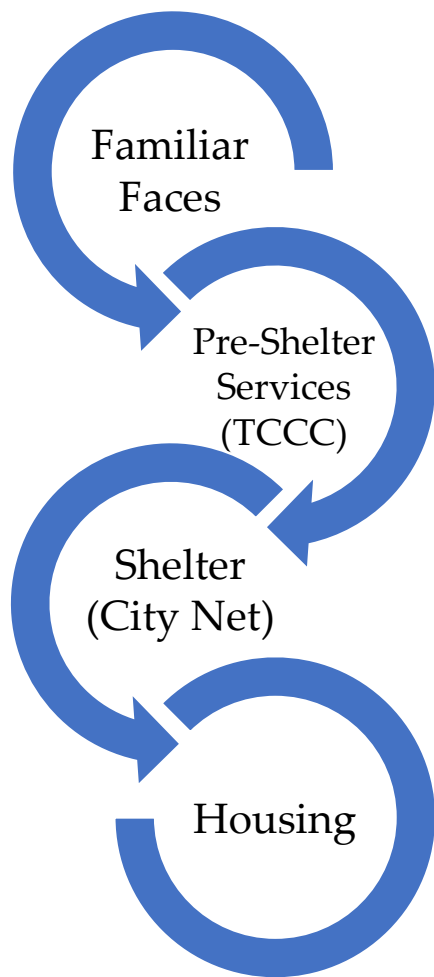 Familiar
Faces
Pre-Shelter
Services
(TCCC)
Shelter
(City Net)
Housing